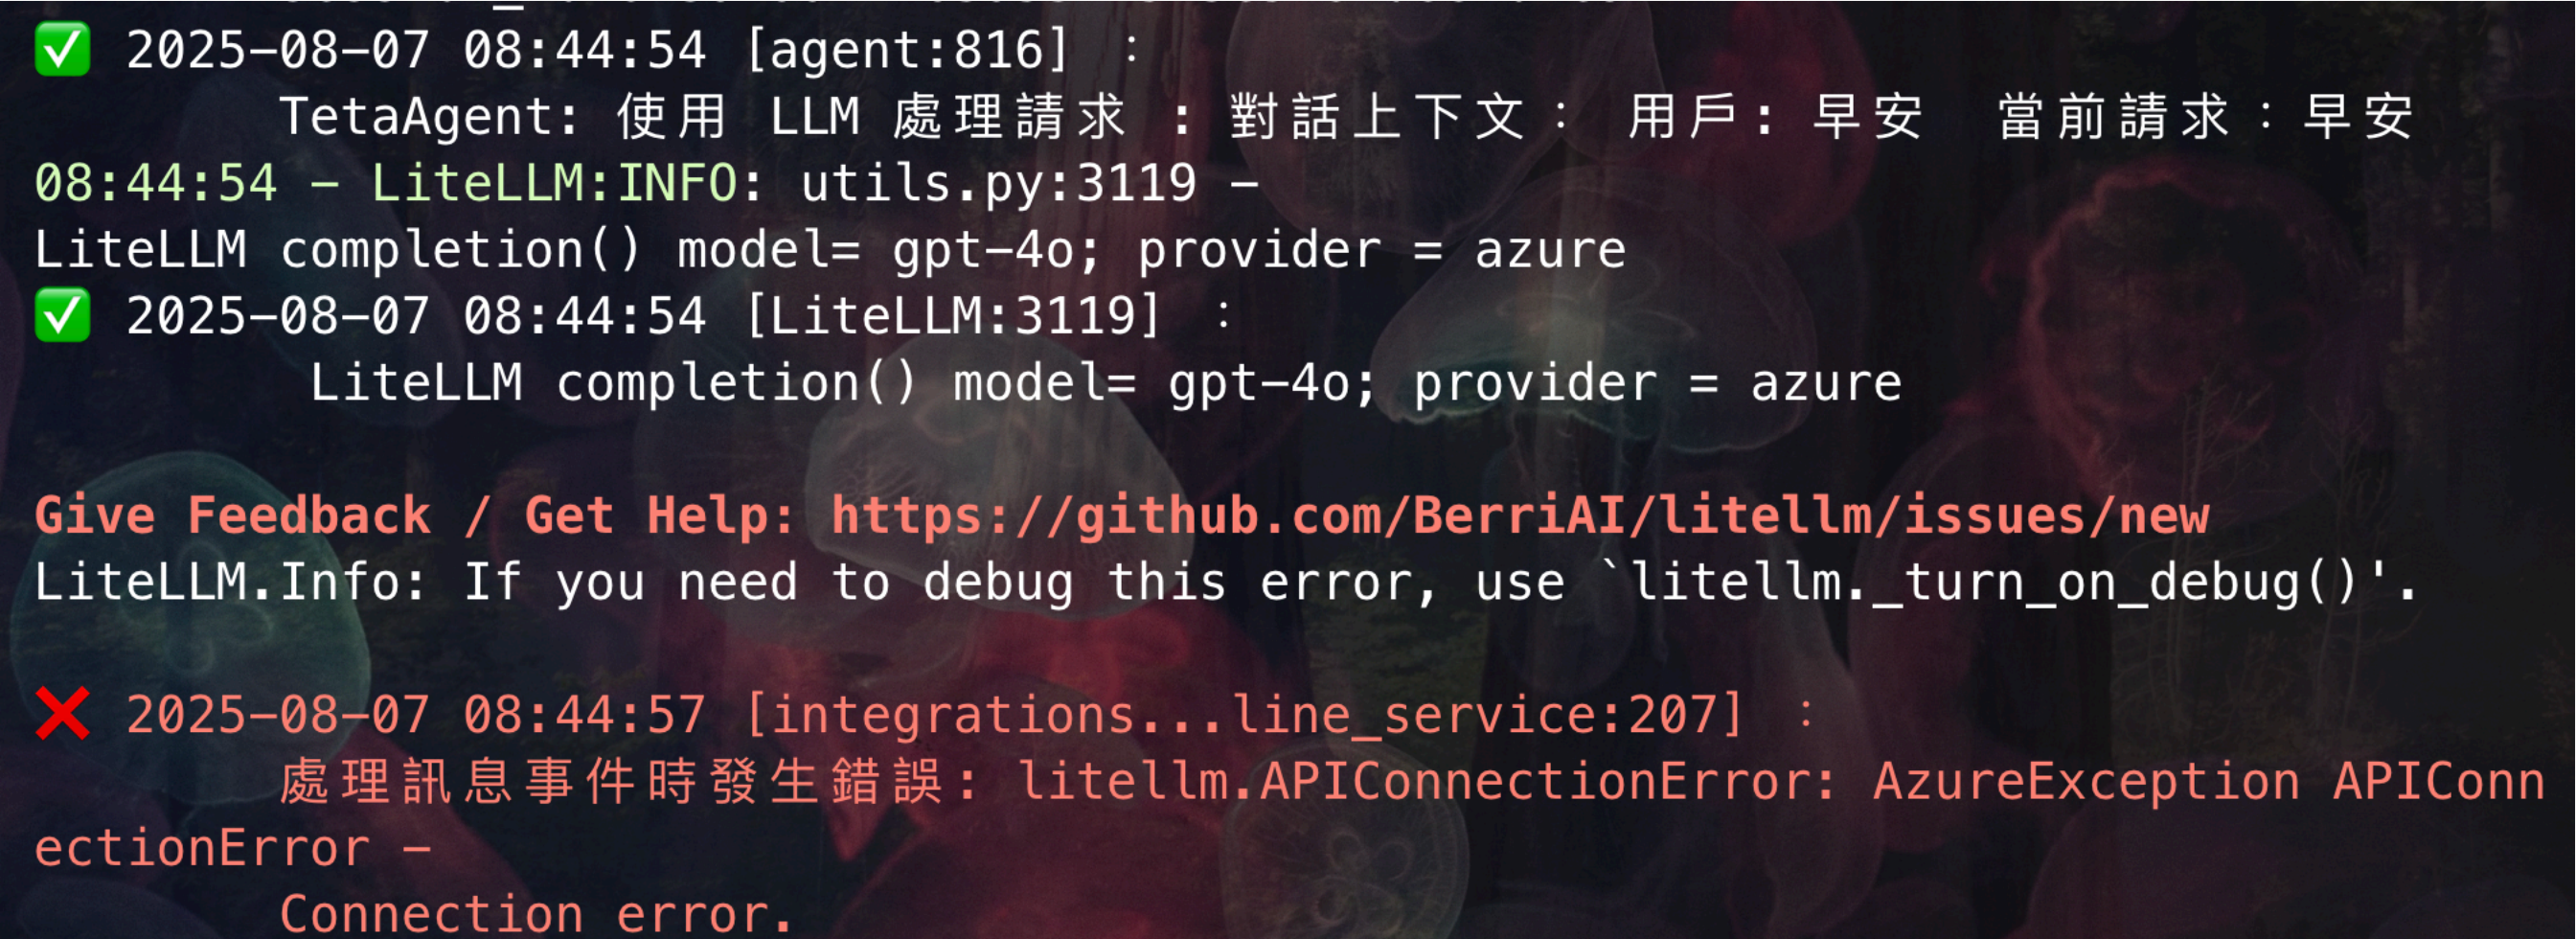 ✅ 2025-08-07 08:44:54 [agent:816] :
TetaAgent: 使用 LLM 處理請求 : 對話上下文: 用戶: 早安 當前請求:早安
08:44:54 - LiteLLM:INFO: utils.py:3119 -
LiteLLM completion() model= gpt-4o; provider = azure
✅ 2025-08-07 08:44:54 [LiteLLM:3119] :
LiteLLM completion() model= gpt-4o; provider = azure
Give Feedback / Get Help: https://github.com/BerriAI/litellm/issues/new
LiteLLM.Info: If you need to debug this error, use `litellm._turn_on_debug()'.
❌ 2025-08-07 08:44:57 [integrations...line_service:207] :
處理訊息事件時發生錯誤: litellm.APIConnectionError: AzureException APIConn
ectionError -
Connection error.